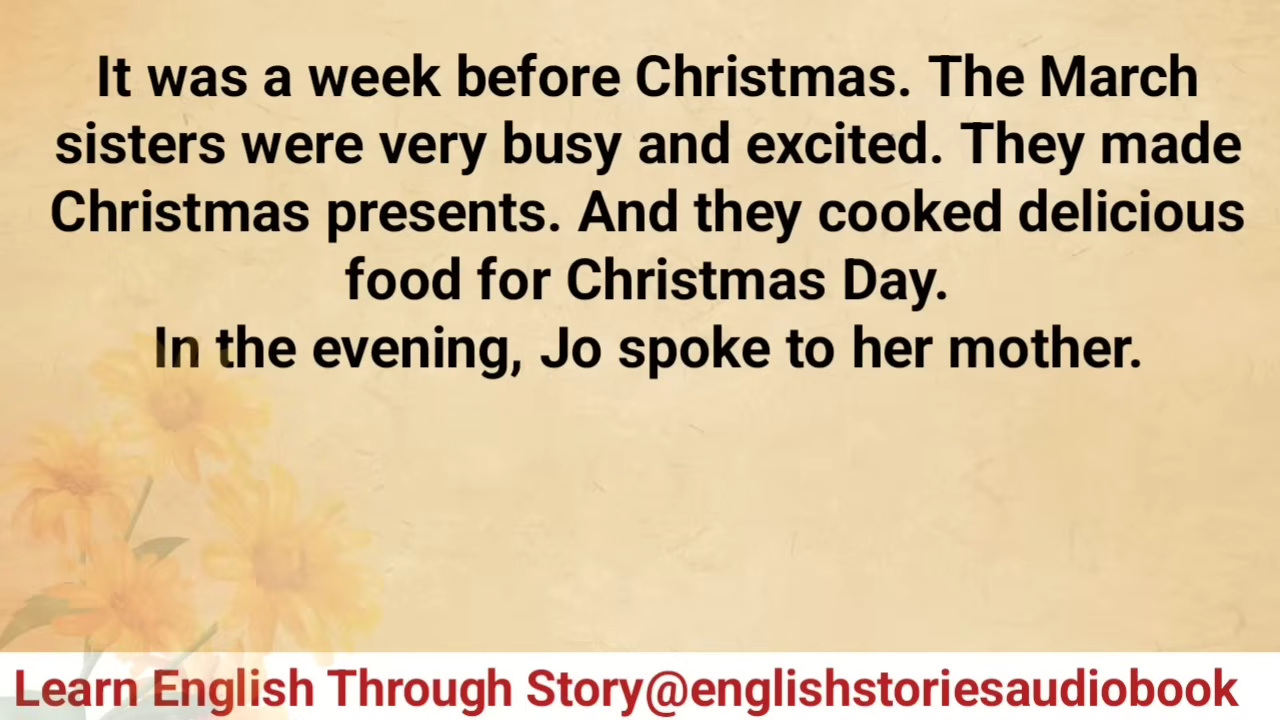 It was a week before Christmas. The March
sisters were very busy and excited. They made
Christmas presents. And they cooked delicious
food for Christmas Day.
In the evening, Jo spoke to her mother.
Learn English Through Story@englishstoriesaudiobook